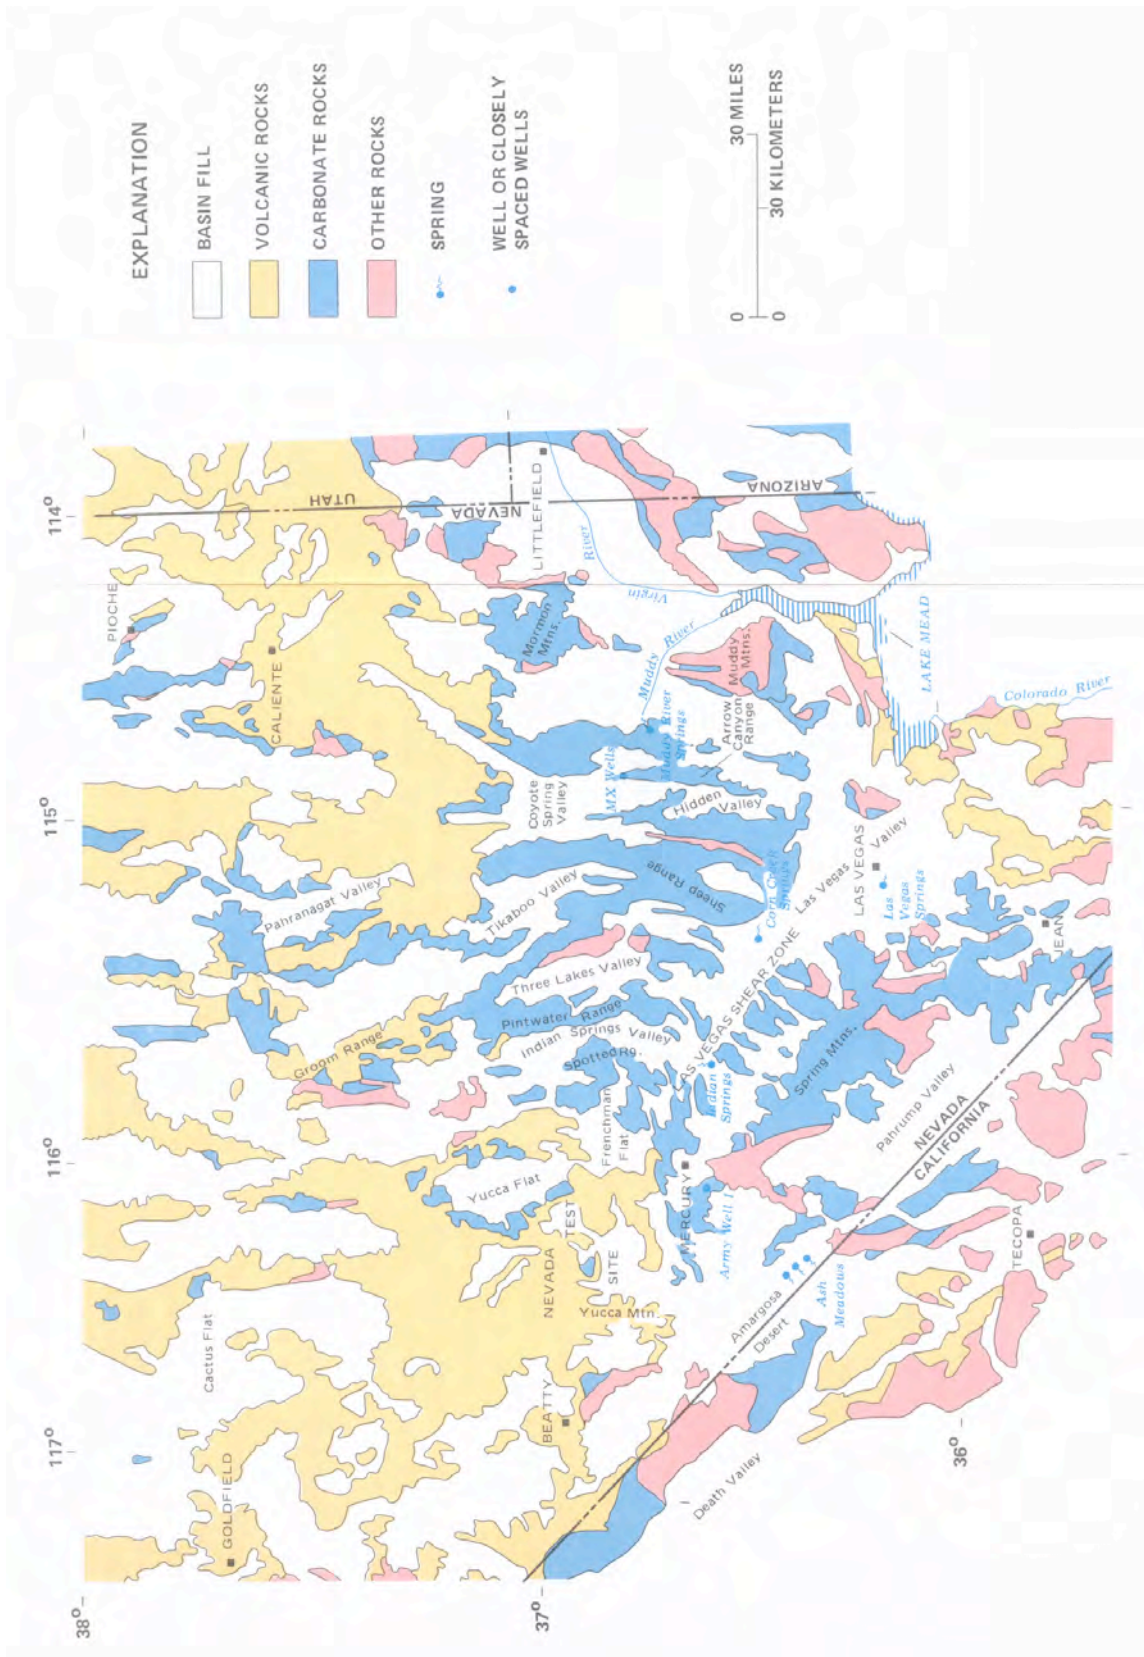 EXPLANATION
BASIN FILL
VOLCANIC ROCKS
CARBONATE ROCKS
OTHER ROCKS
SPRING
WELL OR CLOSELY
SPACED WELLS
0
30 MILES
0
30 KILOMETERS
38°
37°
36°
117°
116°
115°
114°
GOLDFIELD
Cactus Flat
BEATTY
NEVADA
TEST
SITE
Yucca Mtn.
Yucca Flat
Frenchman
Flat
MERCURY
Army Well 1
Amargosa
Desert
Ash
Meadows
Death Valley
TECOPA
NEVADA
CALIFORNIA
Pahrump Valley
Spring Mtns.
Indian
Springs
LAS VEGAS SHEAR ZONE
Spotted Rg.
Indian Springs Valley
Pintwater Range
Three Lakes Valley
Groom Range
Tikaboo Valley
Pahranagat Valley
Sheep Range
Corn Creek
Springs
Las Vegas
Valley
LAS VEGAS
Las
Vegas
Springs
JEAN
Coyote
Spring
Valley
MX Wells
Hidden
Valley
Arrow
Canyon
Range
Muddy River
Springs
Muddy
River
Muddy
Mtns.
Mormon
Mtns.
CALIENTE
PIOCHE
UTAH
NEVADA
ARIZONA
LITTLEFIELD
Virgin
River
LAKE MEAD
Colorado River